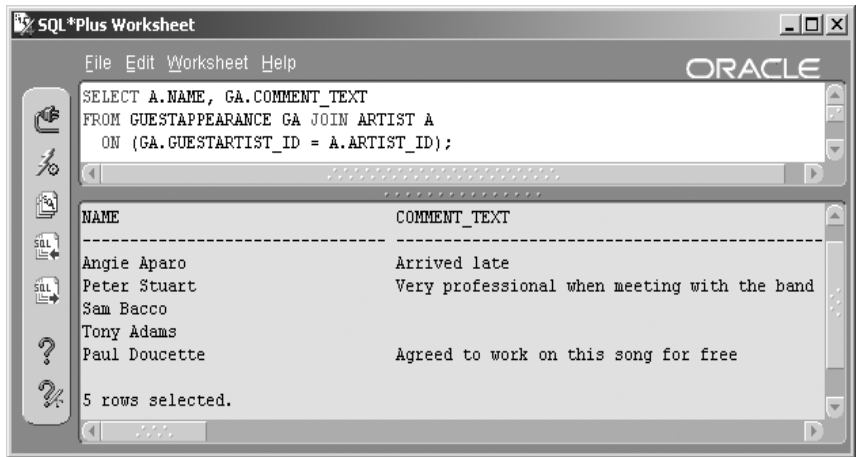 SQL*Plus Worksheet
File Edit Worksheet Help
ORACLE
SELECT A.NAME, GA.COMMENT_TEXT
FROM GUESTAPPEARANCE GA JOIN ARTIST A
ON (GA.GUESTARTIST_ID = A.ARTIST_ID);
NAME COMMENT_TEXT
------------------------------- --------------------------------------------
Angie Aparo Arrived late
Peter Stuart Very professional when meeting with the band
Sam Bacco
Tony Adams
Paul Doucette Agreed to work on this song for free
5 rows selected.
SQL
SQL